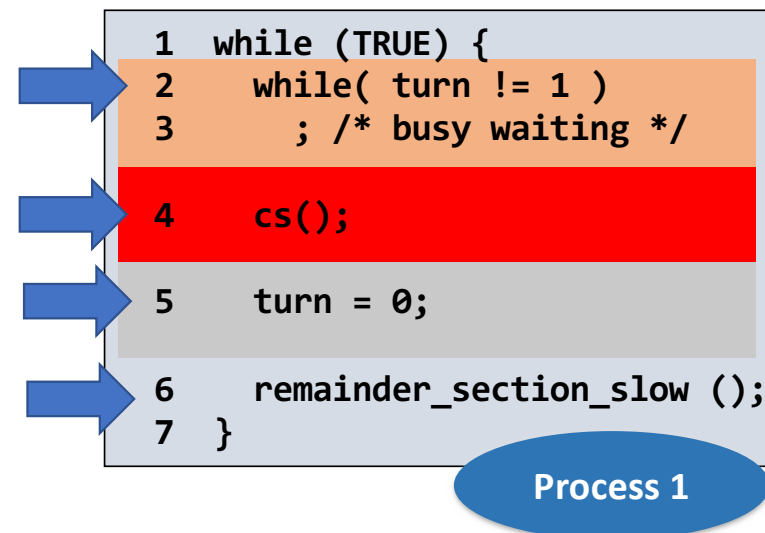 1 while (TRUE) {
2 while( turn != 1 )
3 ; /* busy waiting */
4 cs();
5 turn = 0;
6 remainder_section_slow ();
7 }
Process 1